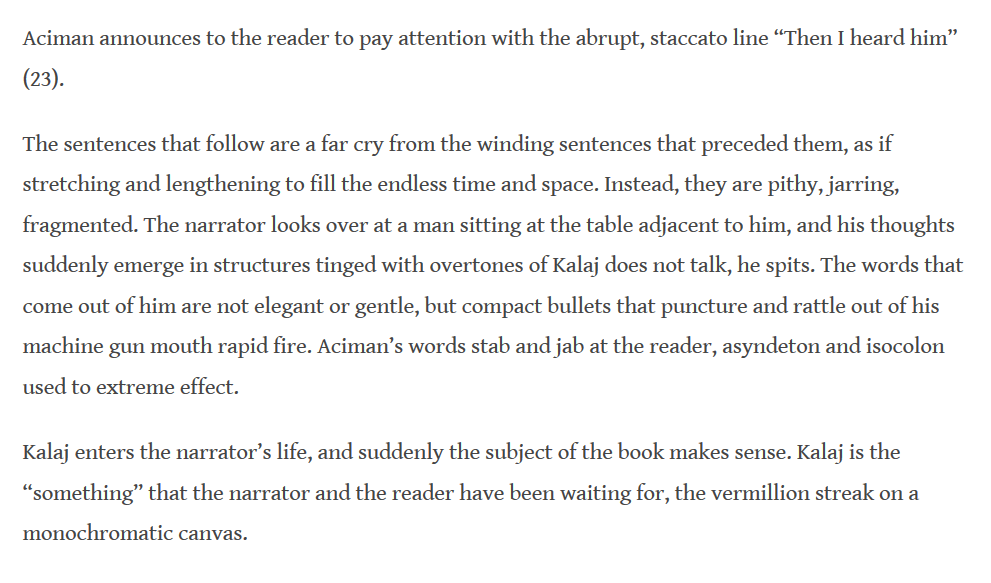 Aciman announces to the reader to pay attention with the abrupt, staccato line “Then I heard him”
(23).
The sentences that follow are a far cry from the winding sentences that preceded them, as if
stretching and lengthening to fill the endless time and space. Instead, they are pithy, jarring,
fragmented. The narrator looks over at a man sitting at the table adjacent to him, and his thoughts
suddenly emerge in structures tinged with overtones of Kalaj does not talk, he spits. The words that
come out of him are not elegant or gentle, but compact bullets that puncture and rattle out of his
machine gun mouth rapid fire. Aciman’s words stab and jab at the reader, asyndeton and isocolon
used to extreme effect.
Kalaj enters the narrator’s life, and suddenly the subject of the book makes sense. Kalaj is the
“something” that the narrator and the reader have been waiting for, the vermillion streak on a
monochromatic canvas.